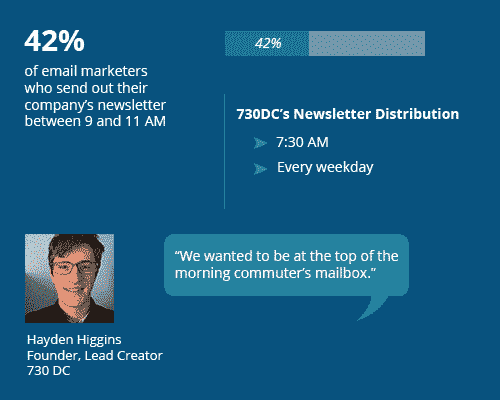 42%
of email marketers
who send out their
company’s newsletter
between 9 and 11 AM
42%
730DC’s Newsletter Distribution
7:30 AM
Every weekday
“We wanted to be at the top of the
morning commuter’s mailbox.”
Hayden Higgins
Founder, Lead Creator
730 DC